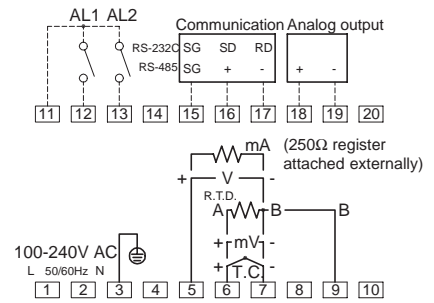 AL1 AL2
Communication Analog output
RS-232C SG SD RD
RS-485 SG + - + -
11 12 13 14 15 16 17 18 19 20
mA (250Ω register
attached externally)
+ V -
R.T.D.
A B B
+ mV -
+ T.C. -
100-240V AC
L 50/60Hz N
1 2 3 4 5 6 7 8 9 10